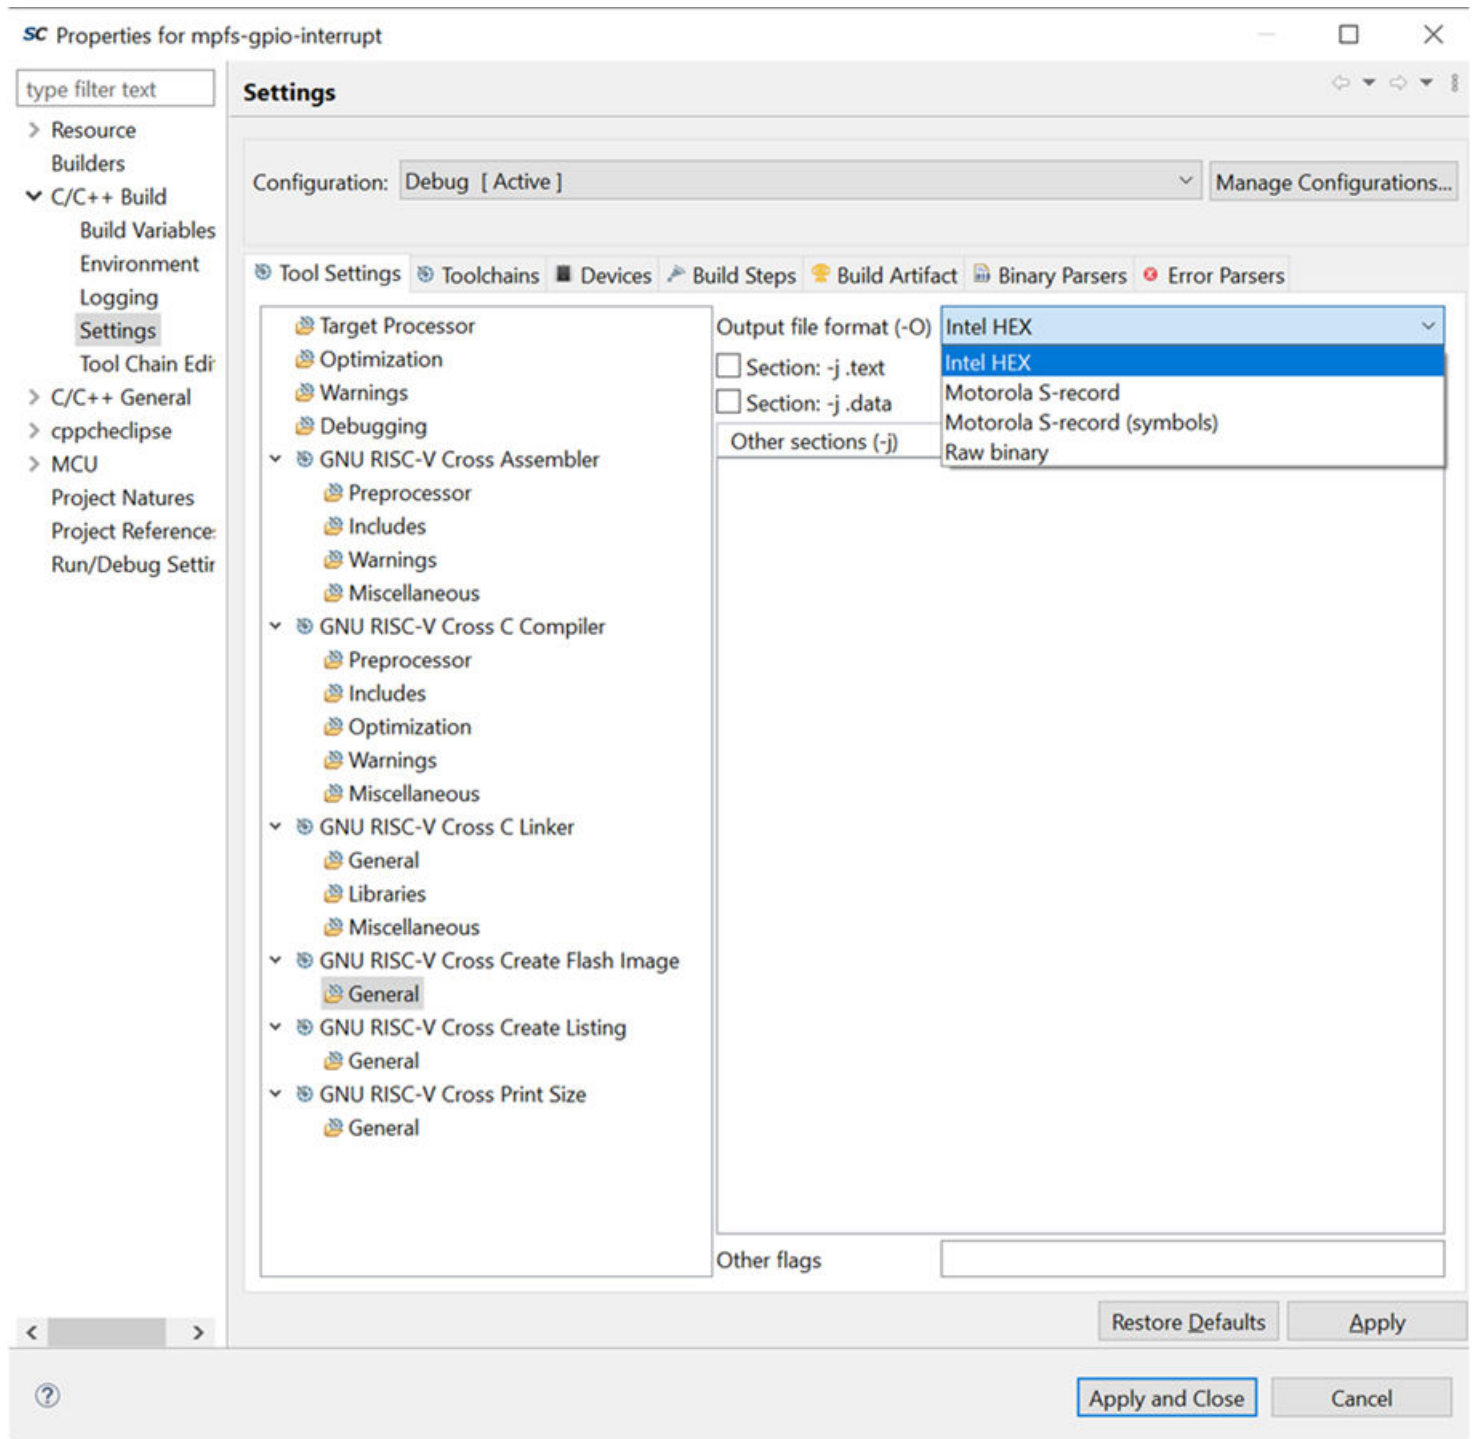 SC Properties for mpfs-gpio-interrupt
type filter text
Resource
Builders
C/C++ Build
Build Variables
Environment
Logging
Settings
Tool Chain Edi
C/C++ General
cppcheclipse
MCU
Project Natures
Project Reference
Run/Debug Settin
Settings
Configuration: Debug [ Active ] Manage Configurations...
Tool Settings Toolchains Devices Build Steps Build Artifact Binary Parsers Error Parsers
Target Processor
Optimization
Warnings
Debugging
GNU RISC-V Cross Assembler
Preprocessor
Includes
Warnings
Miscellaneous
GNU RISC-V Cross C Compiler
Preprocessor
Includes
Optimization
Warnings
Miscellaneous
GNU RISC-V Cross C Linker
General
Libraries
Miscellaneous
GNU RISC-V Cross Create Flash Image
General
GNU RISC-V Cross Create Listing
General
GNU RISC-V Cross Print Size
General
Output file format (-O) Intel HEX
Intel HEX
Motorola S-record
Motorola S-record (symbols)
Raw binary
Section: -j .text
Section: -j .data
Other sections (-j)
Other flags
Restore Defaults Apply
? Apply and Close Cancel